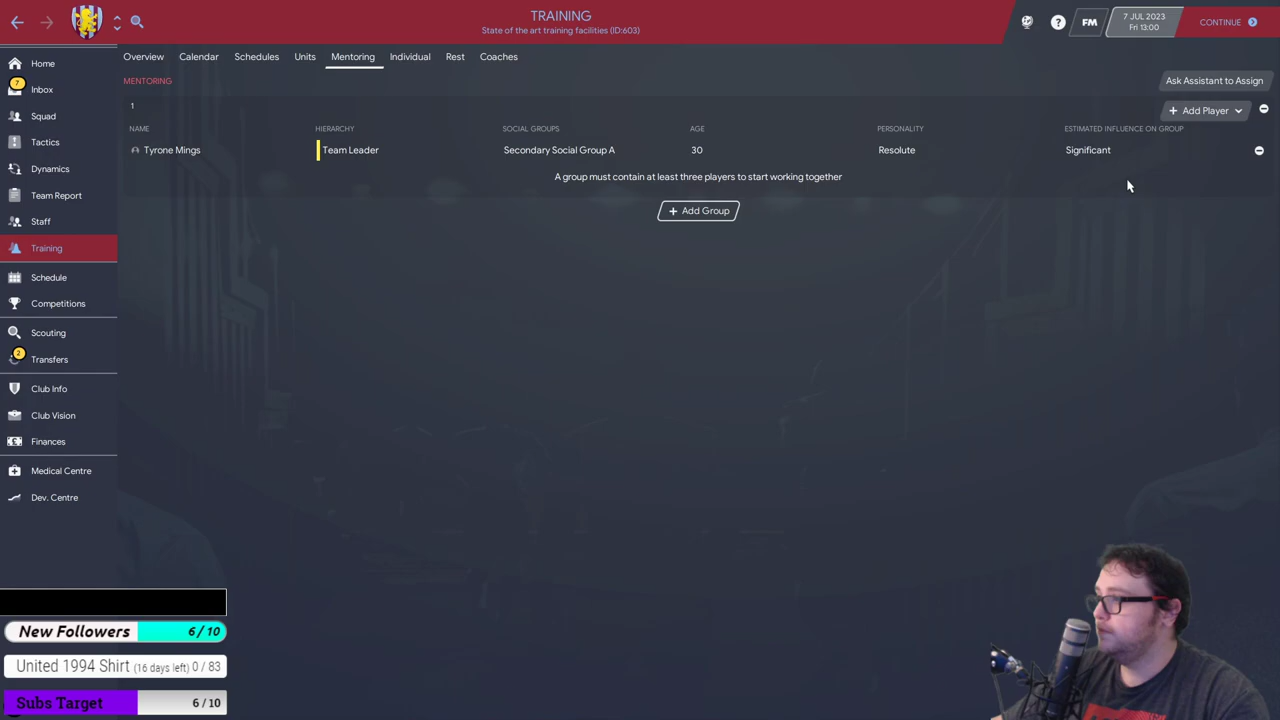 TRAINING
State of the art training facilities (ID:603)
FM
7 JUL 2023
Fri 13:00
CONTINUE
Home
7
Inbox
Squad
Tactics
Dynamics
Team Report
Staff
Training
Schedule
Competitions
Scouting
2
Transfers
Club Info
Club Vision
Finances
Medical Centre
Dev. Centre
Overview Calendar Schedules Units Mentoring Individual Rest Coaches
MENTORING
Ask Assistant to Assign
1
+ Add Player
NAME HIERARCHY SOCIAL GROUPS AGE PERSONALITY ESTIMATED INFLUENCE ON GROUP
Tyrone Mings Team Leader Secondary Social Group A 30 Resolute Significant
A group must contain at least three players to start working together
+ Add Group
New Followers 6 / 10
United 1994 Shirt (16 days left) 0 / 83
Subs Target 6 / 10